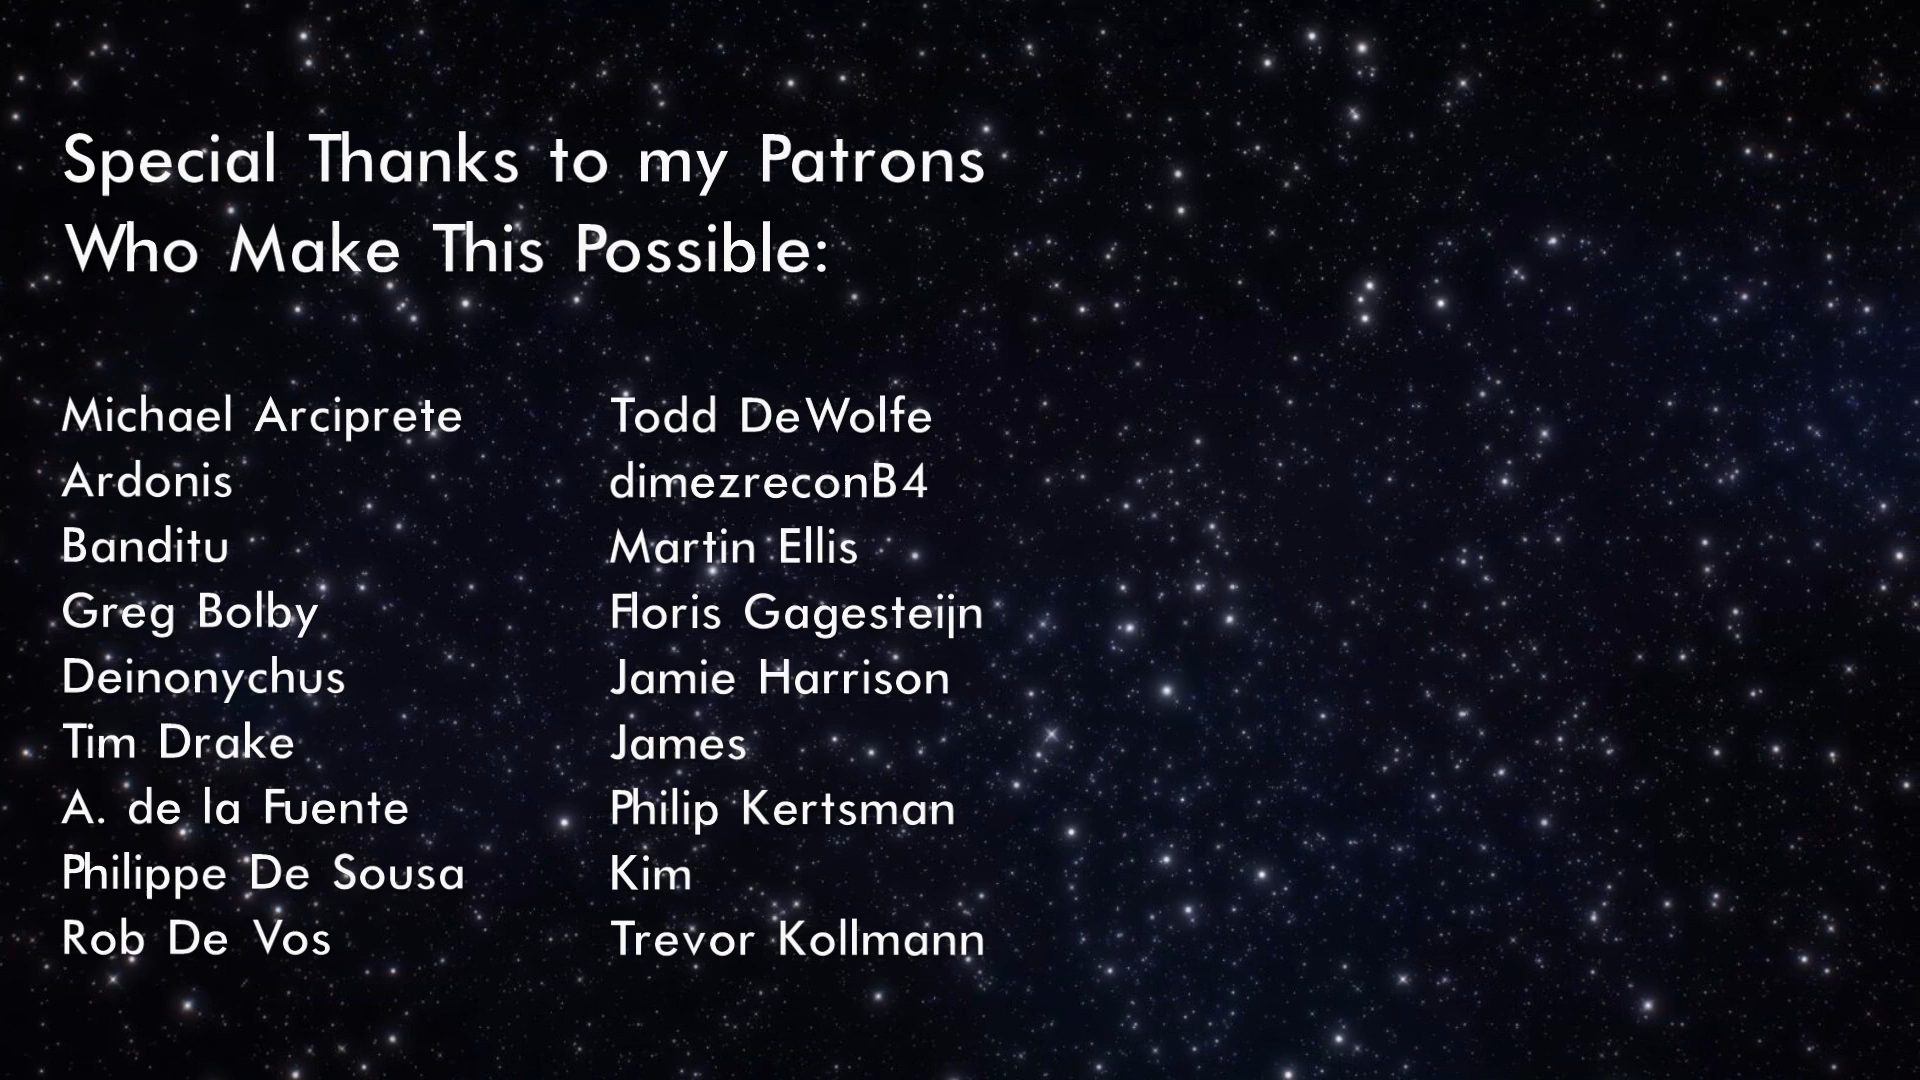 Special Thanks to my Patrons
Who Make This Possible:
Michael Arciprete
Ardonis
Banditu
Greg Bolby
Deinonychus
Tim Drake
A. de la Fuente
Philippe De Sousa
Rob De Vos
Todd DeWolfe
dimezreconB4
Martin Ellis
Floris Gagesteijn
Jamie Harrison
James
Philip Kertsman
Kim
Trevor Kollmann